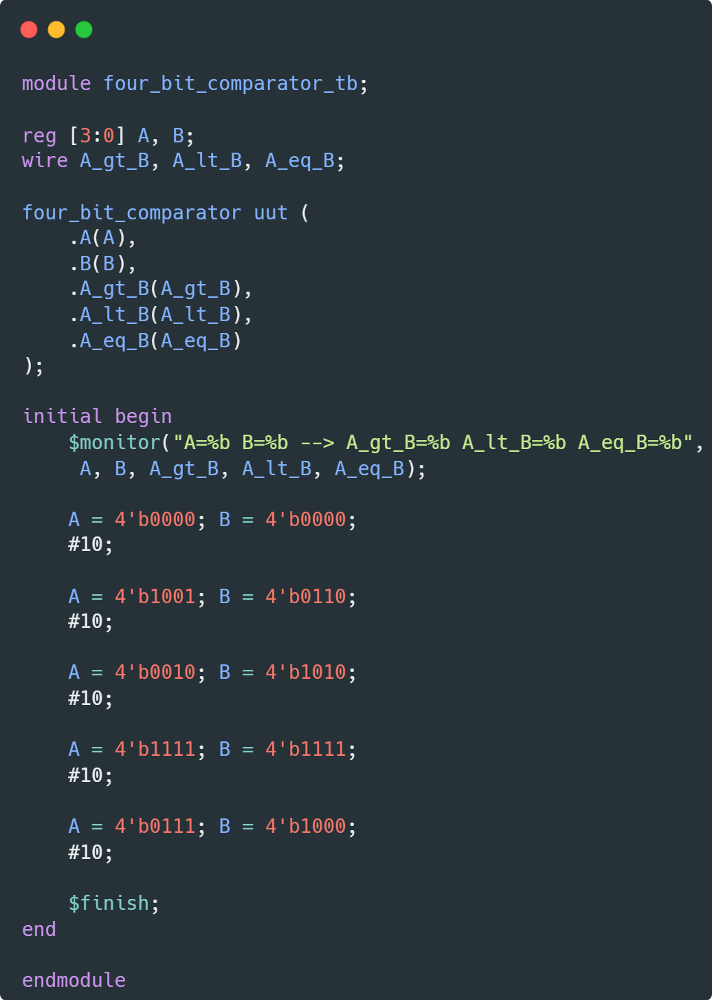 module four_bit_comparator_tb;
reg [3:0] A, B;
wire A_gt_B, A_lt_B, A_eq_B;
four_bit_comparator uut (
    .A(A),
    .B(B),
    .A_gt_B(A_gt_B),
    .A_lt_B(A_lt_B),
    .A_eq_B(A_eq_B)
);
initial begin
    $monitor("A=%b B=%b --> A_gt_B=%b A_lt_B=%b A_eq_B=%b",
     A, B, A_gt_B, A_lt_B, A_eq_B);
    A = 4'b0000; B = 4'b0000;
    #10;
    A = 4'b1001; B = 4'b0110;
    #10;
    A = 4'b0010; B = 4'b1010;
    #10;
    A = 4'b1111; B = 4'b1111;
    #10;
    A = 4'b0111; B = 4'b1000;
    #10;
    $finish;
end
endmodule